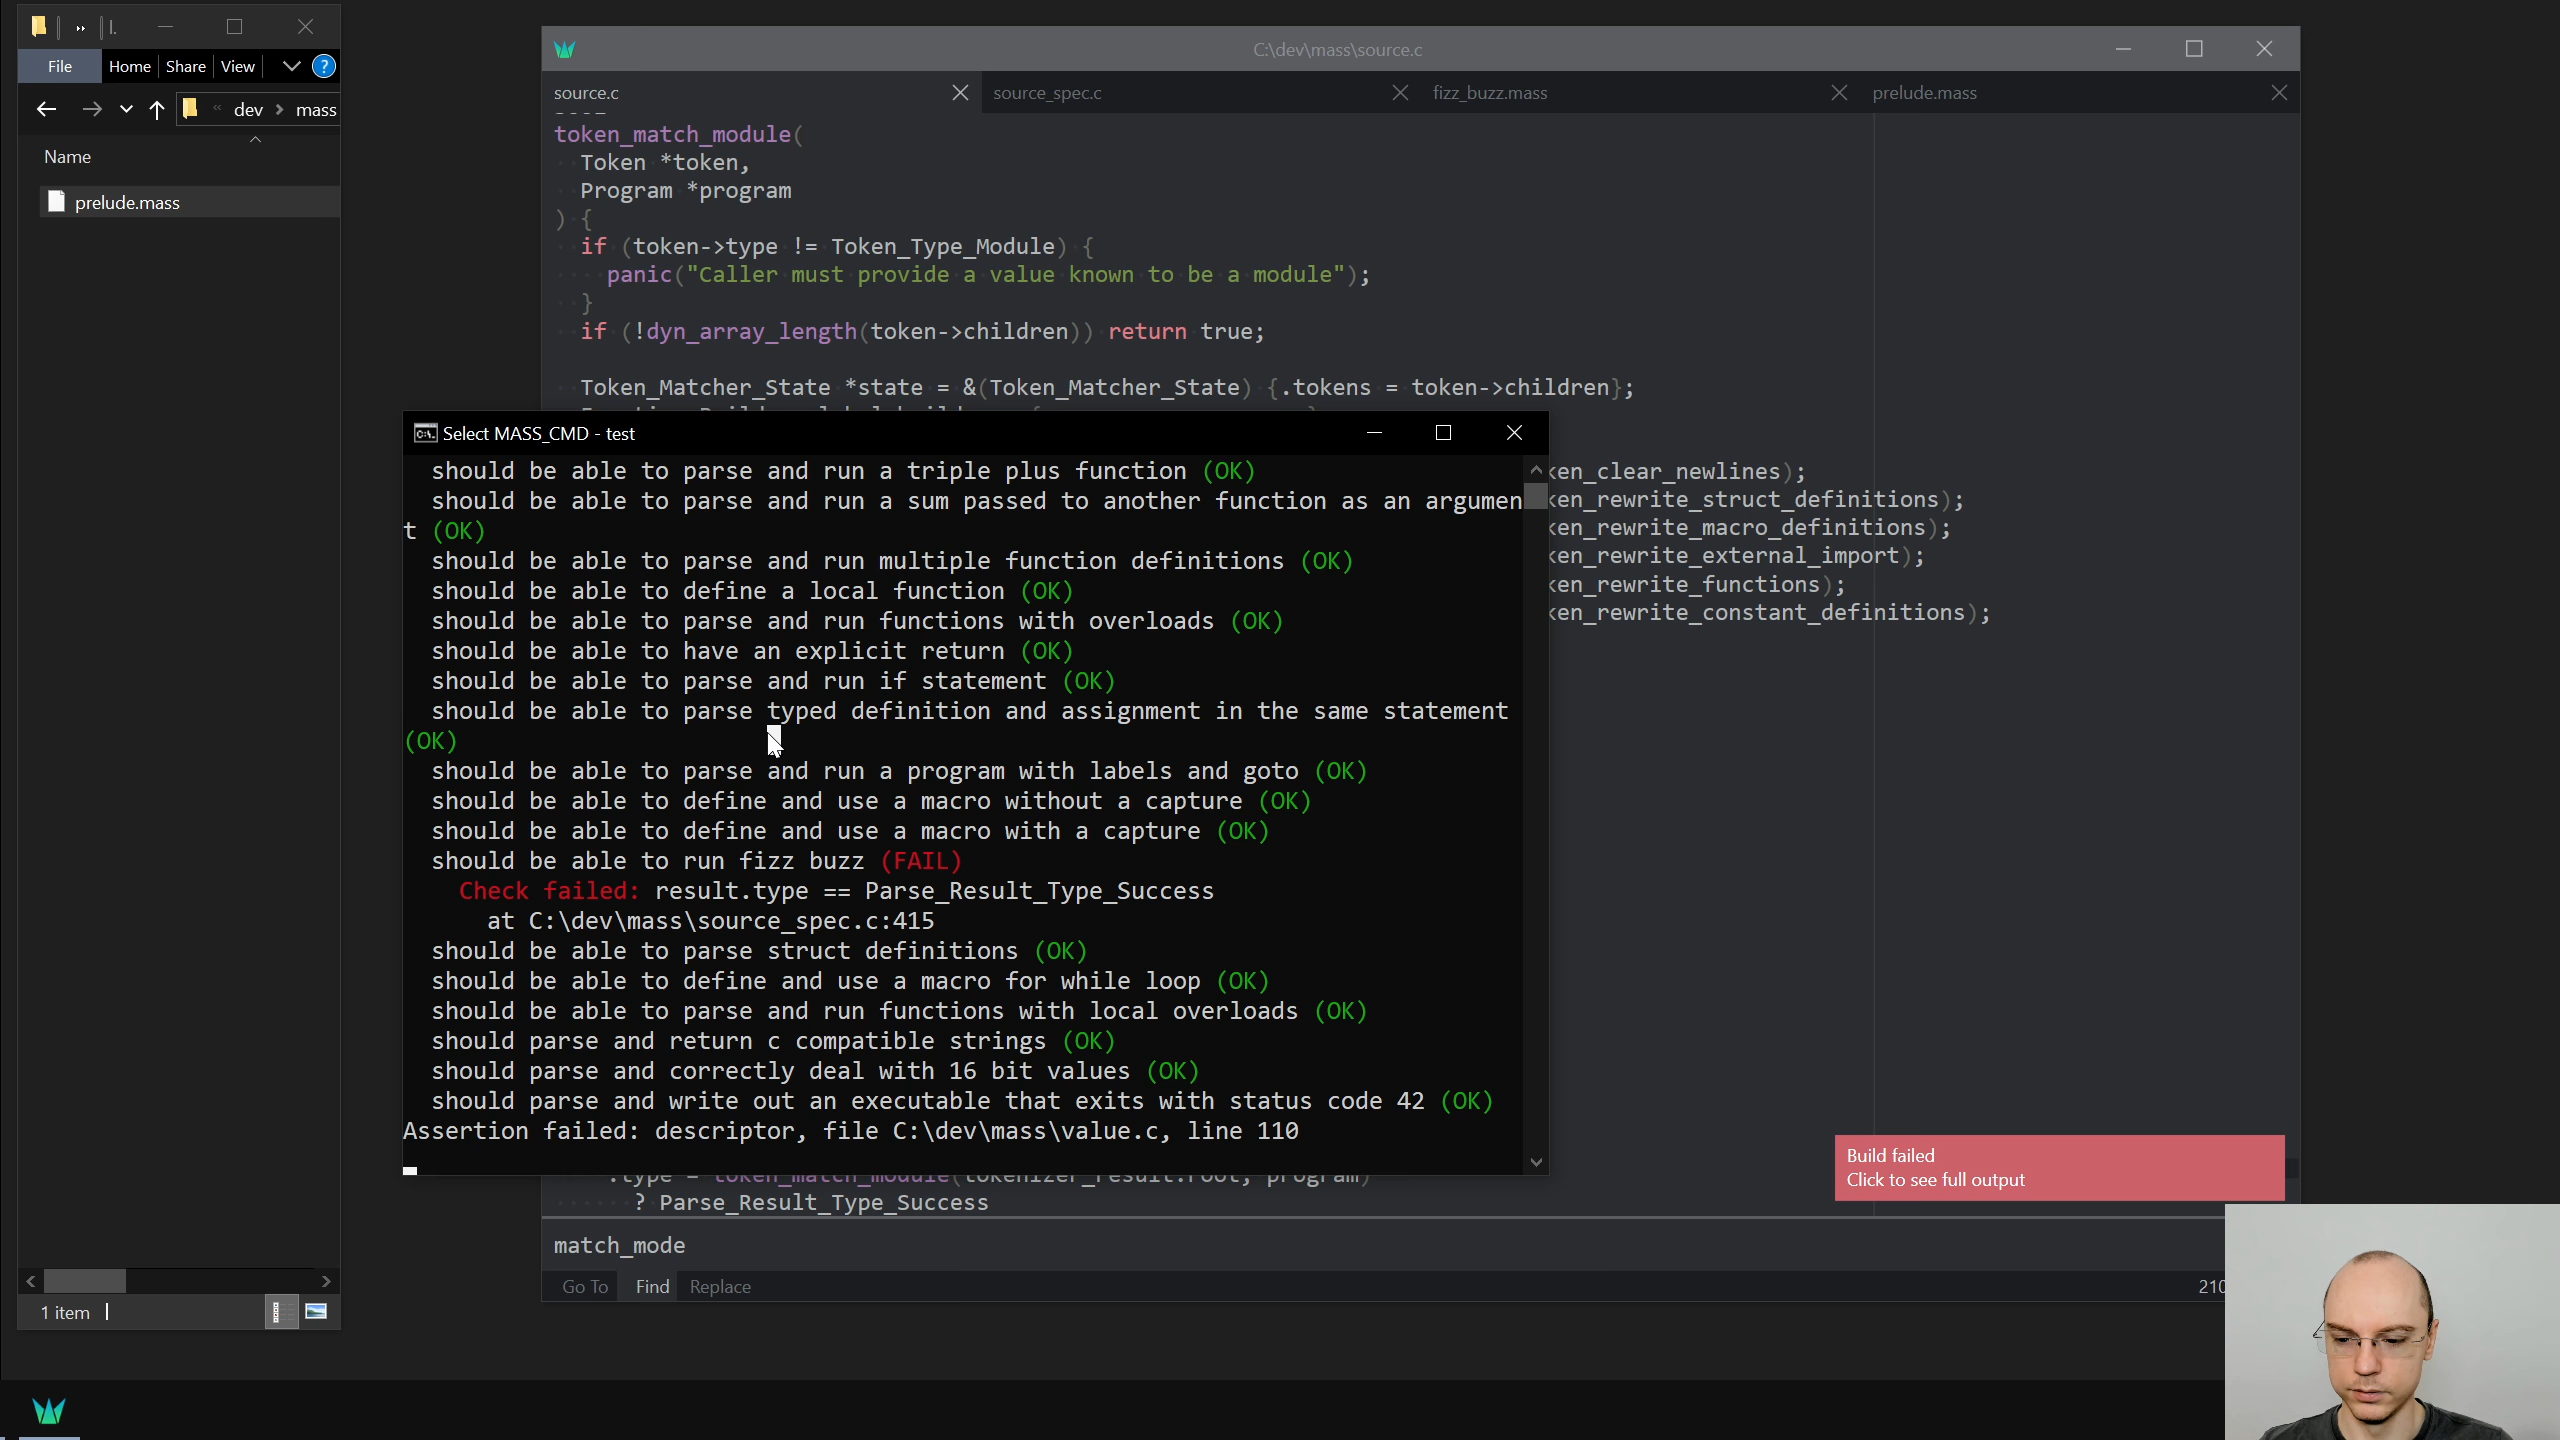 File
Home
Share
View
?
« dev > mass
Name
prelude.mass
1 item
C:\dev\mass\source.c
source.c
source_spec.c
fizz_buzz.mass
prelude.mass
token_match_module(
Token *token,
Program *program
) {
if (token->type != Token_Type_Module) {
panic("Caller must provide a value known to be a module");
}
if (!dyn_array_length(token->children)) return true;
Token_Matcher_State *state = &(Token_Matcher_State) {.tokens = token->children};
ken_clear_newlines);
ken_rewrite_struct_definitions);
ken_rewrite_macro_definitions);
ken_rewrite_external_import);
ken_rewrite_functions);
ken_rewrite_constant_definitions);
Select MASS_CMD - test
should be able to parse and run a triple plus function (OK)
should be able to parse and run a sum passed to another function as an argumen
t (OK)
should be able to parse and run multiple function definitions (OK)
should be able to define a local function (OK)
should be able to parse and run functions with overloads (OK)
should be able to have an explicit return (OK)
should be able to parse and run if statement (OK)
should be able to parse typed definition and assignment in the same statement
(OK)
should be able to parse and run a program with labels and goto (OK)
should be able to define and use a macro without a capture (OK)
should be able to define and use a macro with a capture (OK)
should be able to run fizz buzz (FAIL)
Check failed: result.type == Parse_Result_Type_Success
at C:\dev\mass\source_spec.c:415
should be able to parse struct definitions (OK)
should be able to define and use a macro for while loop (OK)
should be able to parse and run functions with local overloads (OK)
should parse and return c compatible strings (OK)
should parse and correctly deal with 16 bit values (OK)
should parse and write out an executable that exits with status code 42 (OK)
Assertion failed: descriptor, file C:\dev\mass\value.c, line 110
.type = token_match_module(tokenizer_result.root, program)
? Parse_Result_Type_Success
Build failed
Click to see full output
match_mode
Go To
Find
Replace
210